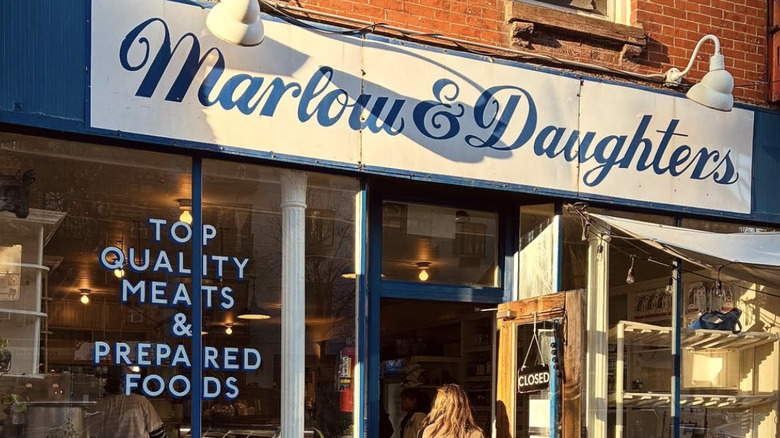 Marlow & Daughters
TOP
QUALITY
MEATS
&
PREPARED
FOODS
CLOSED